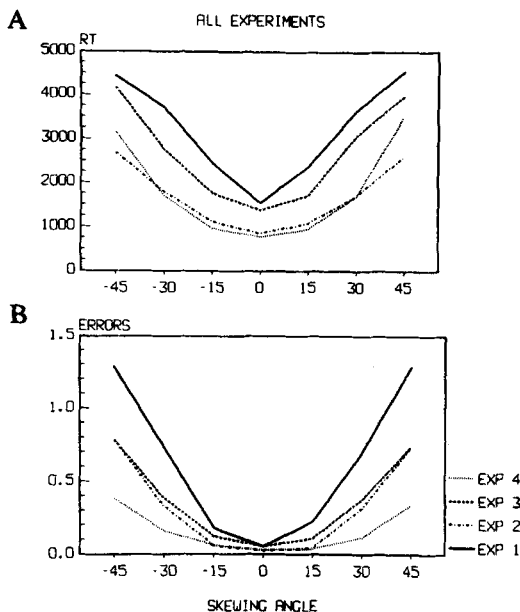 A
ALL EXPERIMENTS
RT
5000
4000
3000
2000
1000
0
-45 -30 -15 0 15 30 45
B
ERRORS
1.5
1.0
0.5
0.0
-45 -30 -15 0 15 30 45
EXP 4
EXP 3
EXP 2
EXP 1
SKEWING ANGLE